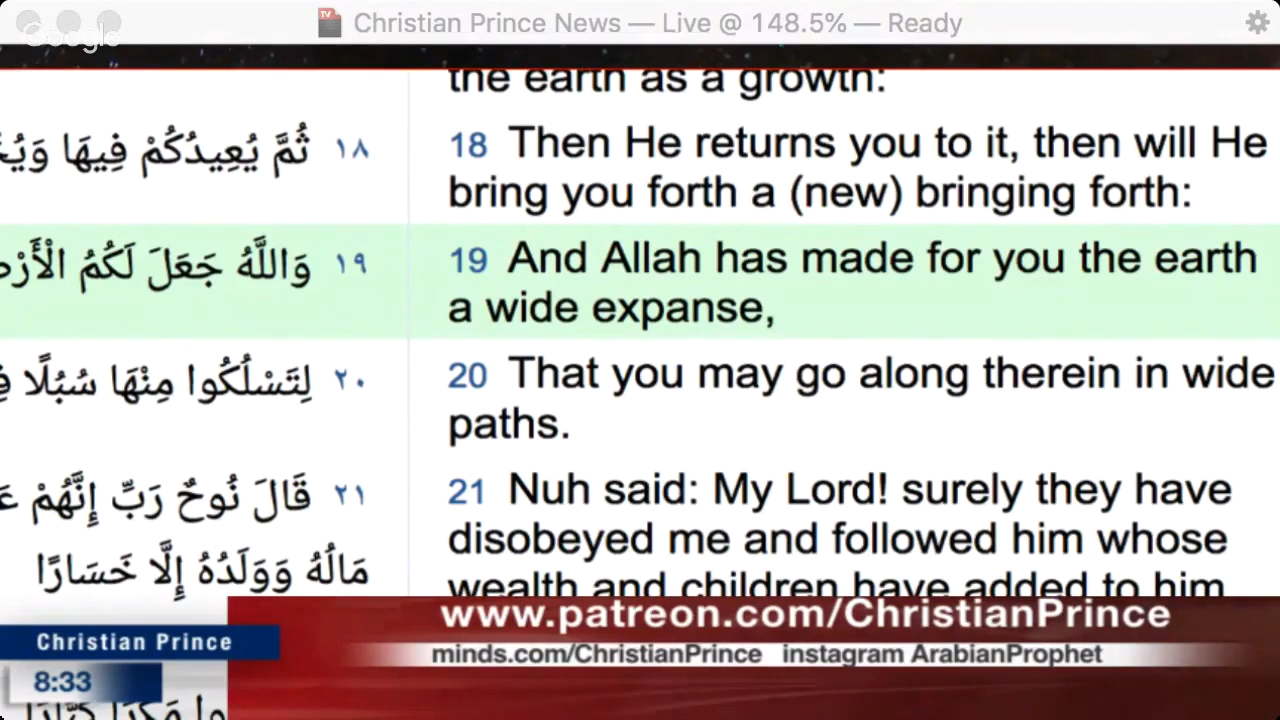 Christian Prince News — Live @ 148.5% — Ready
Google
the earth as a growth:
ثُمَّ يُعِيدُكُمْ فِيهَا
١٨
18 Then He returns you to it, then will He
bring you forth a (new) bringing forth:
وَاللَّهُ جَعَلَ لَكُمُ
١٩
19 And Allah has made for you the earth
a wide expanse,
لِتَسْلُكُوا مِنْهَا سُبُلًا
٢٠
20 That you may go along therein in wide
paths.
قَالَ نُوحٌ رَبِّ إِنَّهُمْ
٢١
21 Nuh said: My Lord! surely they have
disobeyed me and followed him whose
مَالُهُ وَوَلَدُهُ إِلَّا خَسَارًا
wealth and children have added to him
www.patreon.com/ChristianPrince
Christian Prince
minds.com/ChristianPrince instagram ArabianProphet
8:33